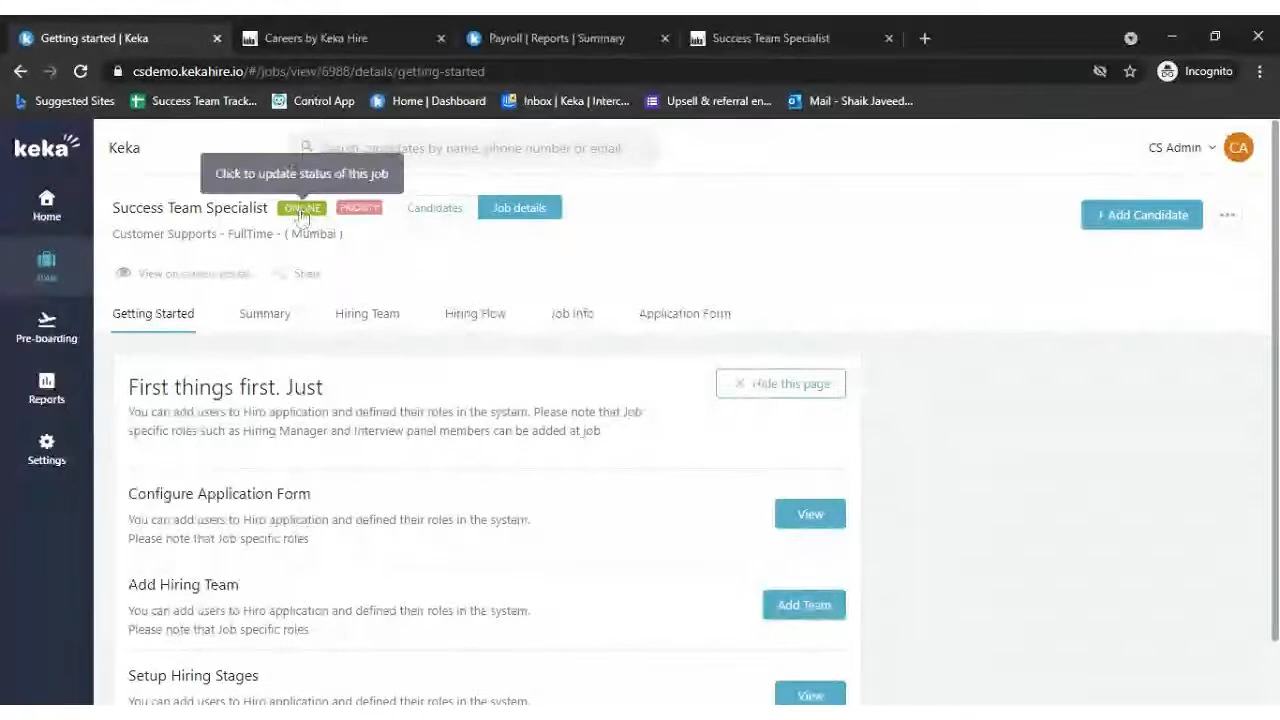 Getting started | Keka
Careers by Keka Hire
Payroll | Reports | Summary
Success Team Specialist
csdemo.kekahire.io/#/jobs/view/6988/details/getting-started
Incognito
Suggested Sites
Success Team Track...
Control App
Home | Dashboard
Inbox | Keka | Interc...
Upsell & referral en...
Mail - Shaik Javeed...
keka
Keka
Search candidates by name, phone number or email
CS Admin
CA
Click to update status of this job
Home
Success Team Specialist
ONLINE
PRIORITY
Candidates
Job details
+ Add Candidate
Customer Supports - FullTime - ( Mumbai )
View on careers portal
Share
Getting Started
Summary
Hiring Team
Hiring Flow
Job Info
Application Form
Pre-boarding
Reports
Settings
First things first. Just
Hide this page
You can add users to Hiro application and defined their roles in the system. Please note that Job
specific roles such as Hiring Manager and Interview panel members can be added at job
Configure Application Form
View
You can add users to Hiro application and defined their roles in the system.
Please note that Job specific roles
Add Hiring Team
Add Team
You can add users to Hiro application and defined their roles in the system.
Please note that Job specific roles
Setup Hiring Stages
View
You can add users to Hiro application and defined their roles in the system.